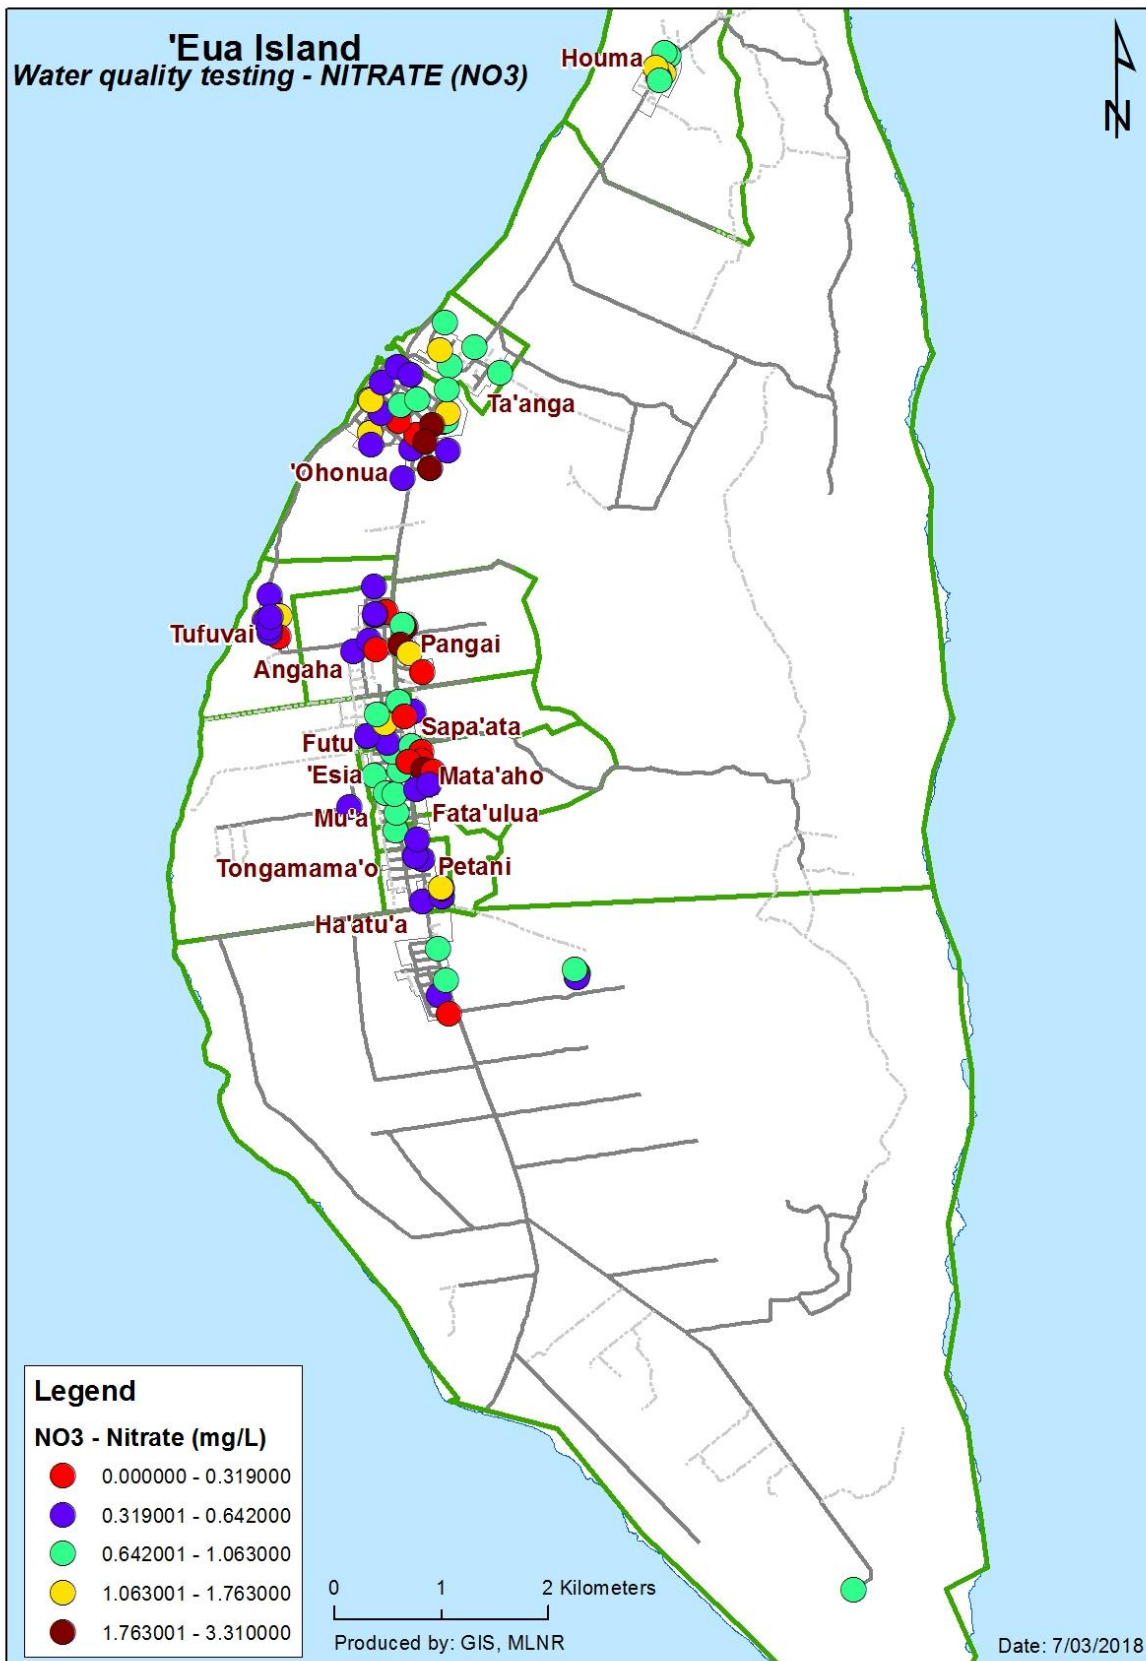 'Eua Island
Water quality testing - NITRATE (NO3)
Houma
N
Ta'anga
'Ohonua
Tufuvai
Pangai
Angaha
Sapa'ata
Futu
'Esia
Mata'aho
Mu'a
Fata'ulua
Tongamama'o
Petani
Ha'atu'a
Legend
NO3 - Nitrate (mg/L)
0.000000 - 0.319000
0.319001 - 0.642000
0.642001 - 1.063000
1.063001 - 1.763000
1.763001 - 3.310000
0 1 2 Kilometers
Produced by: GIS, MLNR
Date: 7/03/2018